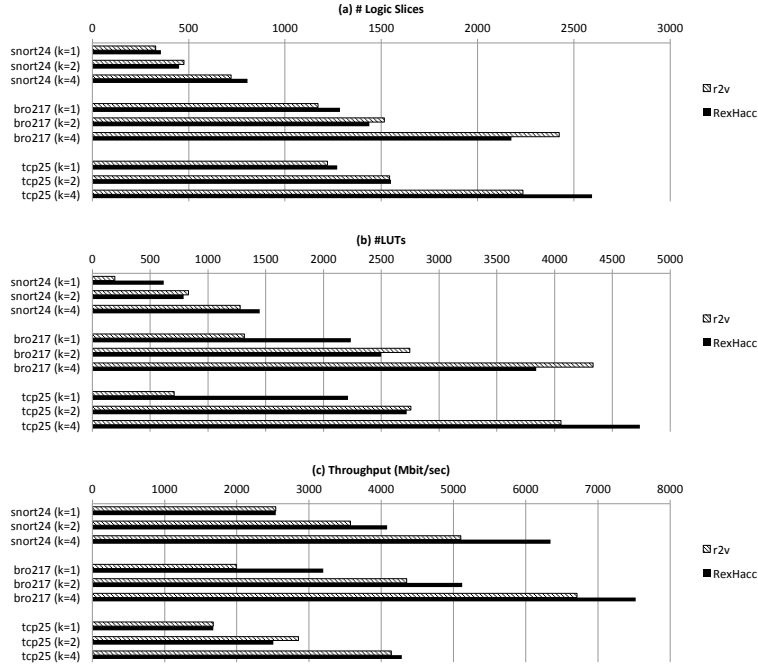 (a) # Logic Slices
0 500 1000 1500 2000 2500 3000
snort24 (k=1)
snort24 (k=2)
snort24 (k=4)
bro217 (k=1)
bro217 (k=2)
bro217 (k=4)
tcp25 (k=1)
tcp25 (k=2)
tcp25 (k=4)
r2v
RexHacc
(b) #LUTs
0 500 1000 1500 2000 2500 3000 3500 4000 4500 5000
snort24 (k=1)
snort24 (k=2)
snort24 (k=4)
bro217 (k=1)
bro217 (k=2)
bro217 (k=4)
tcp25 (k=1)
tcp25 (k=2)
tcp25 (k=4)
r2v
RexHacc
(c) Throughput (Mbit/sec)
0 1000 2000 3000 4000 5000 6000 7000 8000
snort24 (k=1)
snort24 (k=2)
snort24 (k=4)
bro217 (k=1)
bro217 (k=2)
bro217 (k=4)
tcp25 (k=1)
tcp25 (k=2)
tcp25 (k=4)
r2v
RexHacc